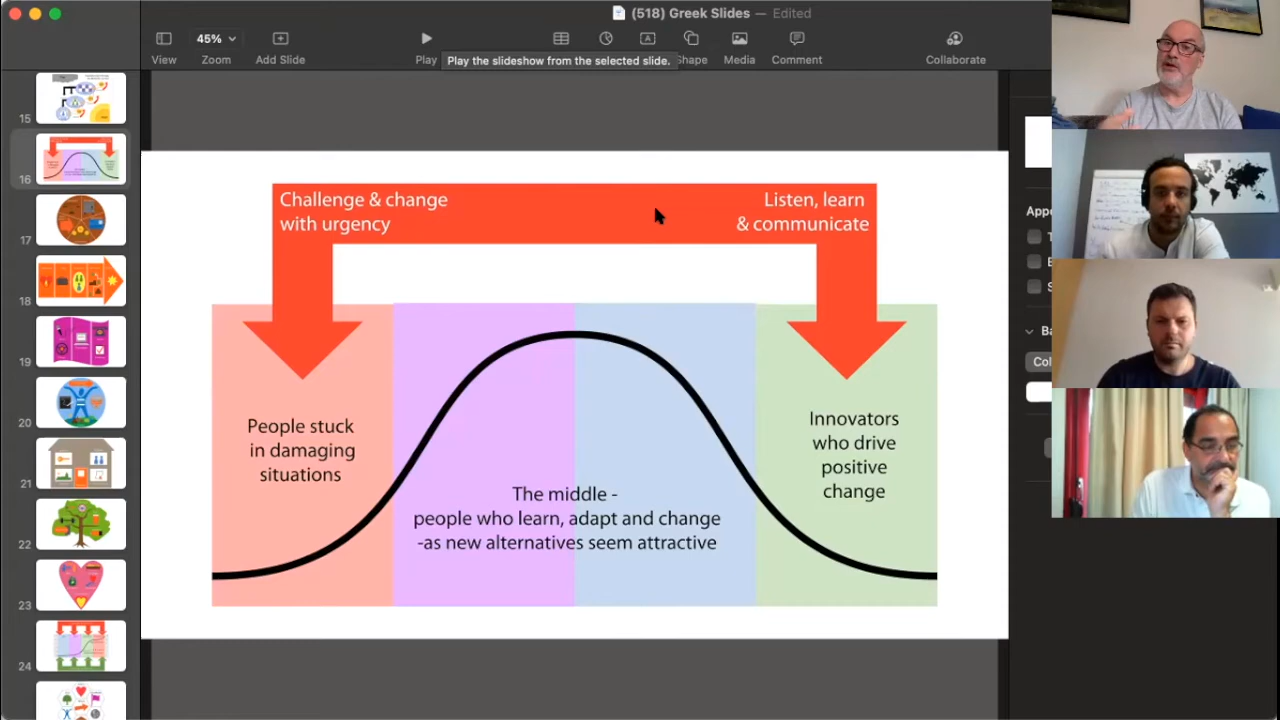 (518) Greek Slides — Edited
45%
View
Zoom
Add Slide
Play
Shape
Media
Comment
Collaborate
Play the slideshow from the selected slide.
15
16
17
18
19
20
21
22
23
24
Challenge & change
with urgency
Listen, learn
& communicate
People stuck
in damaging
situations
The middle -
people who learn, adapt and change
-as new alternatives seem attractive
Innovators
who drive
positive
change